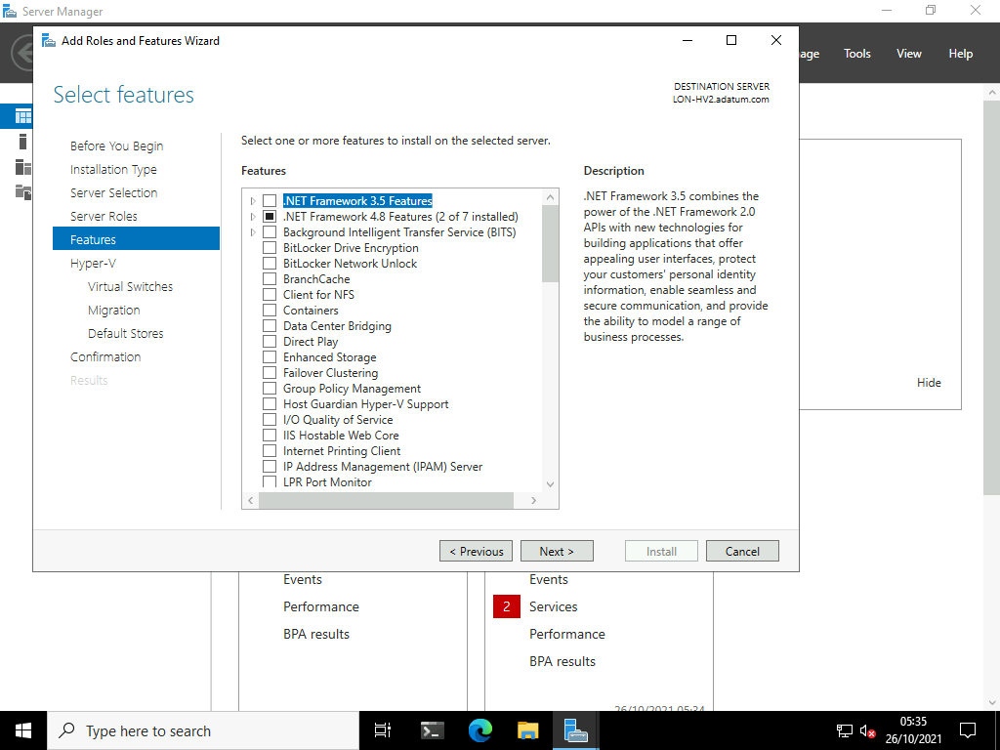 Server Manager
Add Roles and Features Wizard
Tools
View
Help
Select features
DESTINATION SERVER
LON-HV2.adatum.com
Before You Begin
Installation Type
Server Selection
Server Roles
Features
Hyper-V
Virtual Switches
Migration
Default Stores
Confirmation
Results
Select one or more features to install on the selected server.
Features
.NET Framework 3.5 Features
.NET Framework 4.8 Features (2 of 7 installed)
Background Intelligent Transfer Service (BITS)
BitLocker Drive Encryption
BitLocker Network Unlock
BranchCache
Client for NFS
Containers
Data Center Bridging
Direct Play
Enhanced Storage
Failover Clustering
Group Policy Management
Host Guardian Hyper-V Support
I/O Quality of Service
IIS Hostable Web Core
Internet Printing Client
IP Address Management (IPAM) Server
LPR Port Monitor
Description
.NET Framework 3.5 combines the
power of the .NET Framework 2.0
APIs with new technologies for
building applications that offer
appealing user interfaces, protect
your customers' personal identity
information, enable seamless and
secure communication, and provide
the ability to model a range of
business processes.
Hide
< Previous
Next >
Install
Cancel
Events
Performance
BPA results
Events
2 Services
Performance
BPA results
26/10/2021 05:34
Type here to search
05:35
26/10/2021